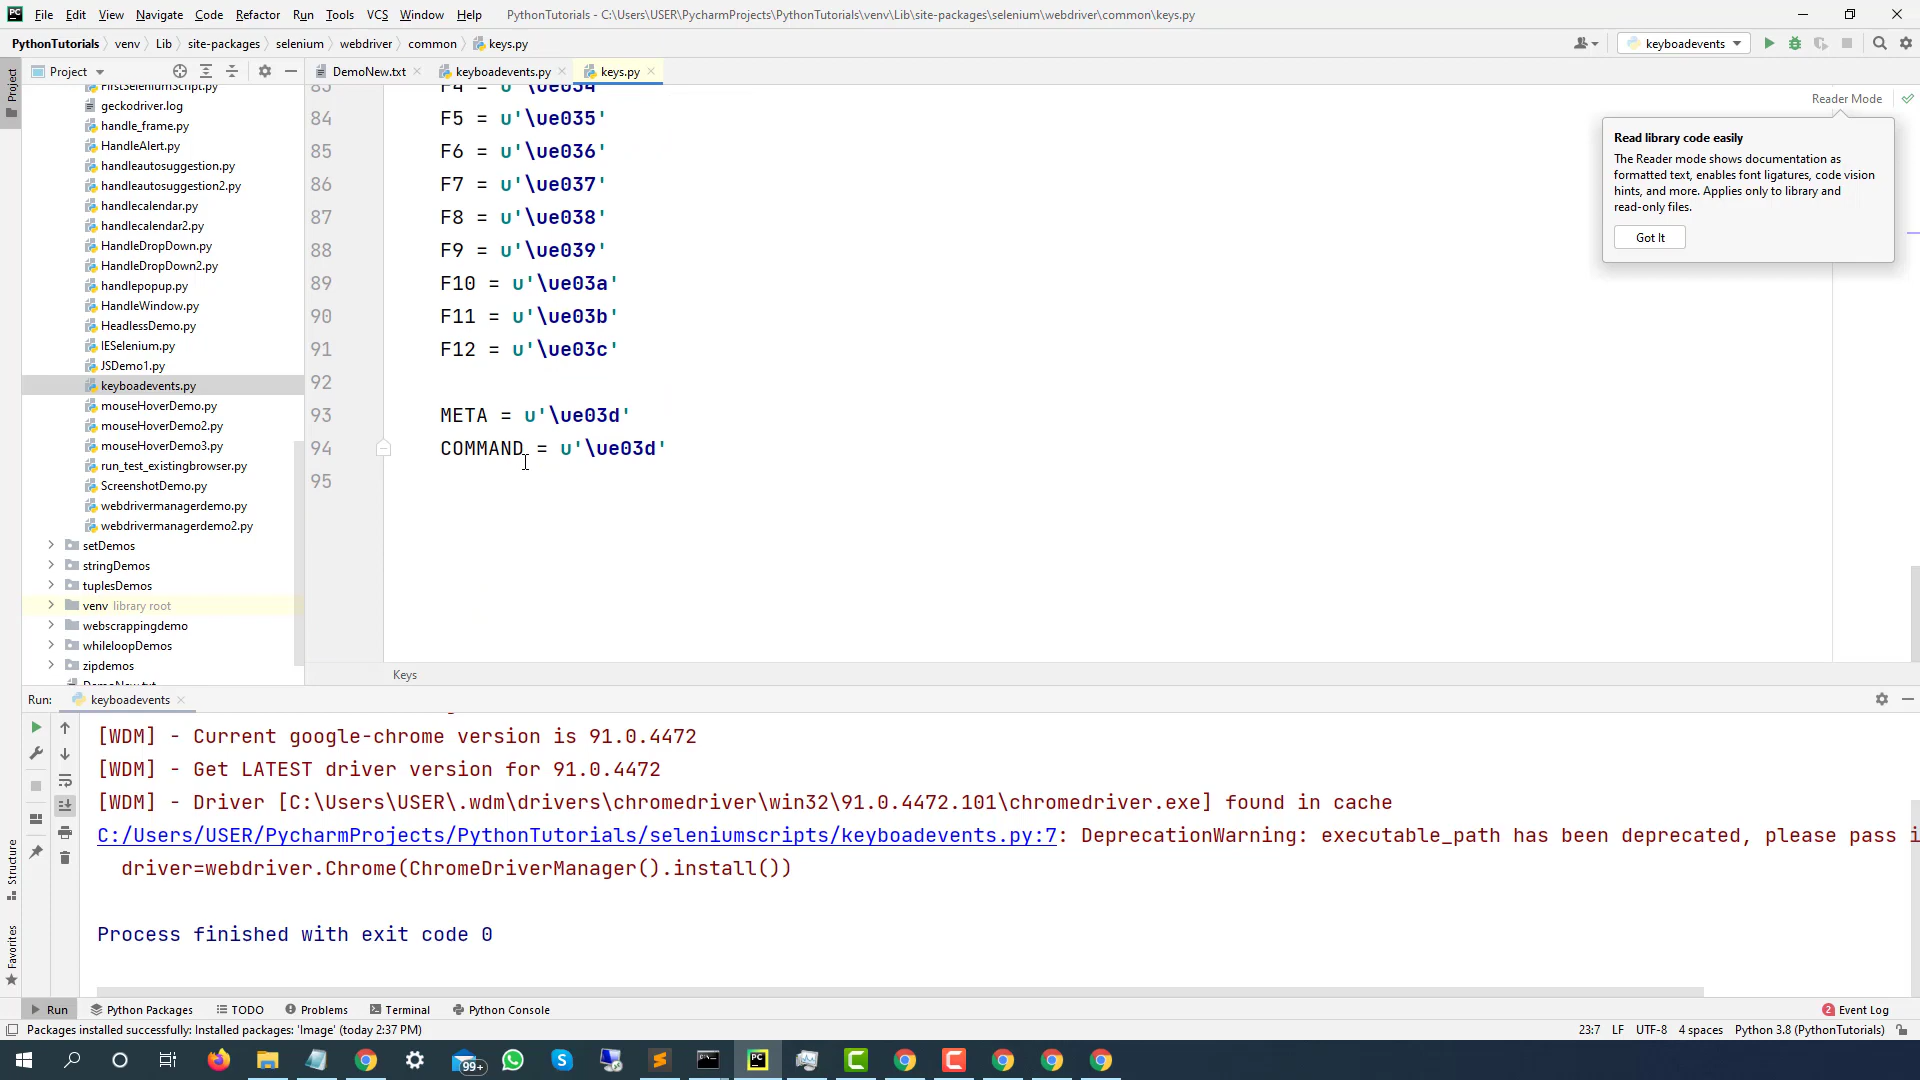 File Edit View Navigate Code Refactor Run Tools VCS Window Help PythonTutorials - C:\Users\USER\PycharmProjects\PythonTutorials\venv\Lib\site-packages\selenium\webdriver\common\keys.py
PythonTutorials venv Lib site-packages selenium webdriver common keys.py keyboadevents
Project DemoNew.txt keyboadevents.py keys.py
Project
Reader Mode
Read library code easily
The Reader mode shows documentation as
formatted text, enables font ligatures, code vision
hints, and more. Applies only to library and
read-only files.
Got It
FirstSeleniumScript.py
geckodriver.log
handle_frame.py
HandleAlert.py
handleautosuggestion.py
handleautosuggestion2.py
handlecalendar.py
handlecalendar2.py
HandleDropDown.py
HandleDropDown2.py
handlepopup.py
HandleWindow.py
HeadlessDemo.py
IESelenium.py
JSDemo1.py
keyboadevents.py
mouseHoverDemo.py
mouseHoverDemo2.py
mouseHoverDemo3.py
run_test_existingbrowser.py
ScreenshotDemo.py
webdrivermanagerdemo.py
webdrivermanagerdemo2.py
setDemos
stringDemos
tuplesDemos
venv library root
webscrappingdemo
whileloopDemos
zipdemos
DemoNew.txt
83 F4 = u'\ue034'
84 F5 = u'\ue035'
85 F6 = u'\ue036'
86 F7 = u'\ue037'
87 F8 = u'\ue038'
88 F9 = u'\ue039'
89 F10 = u'\ue03a'
90 F11 = u'\ue03b'
91 F12 = u'\ue03c'
92
93 META = u'\ue03d'
94 COMMAND = u'\ue03d'
95
Keys
Run: keyboadevents
[WDM] - Current google-chrome version is 91.0.4472
[WDM] - Get LATEST driver version for 91.0.4472
[WDM] - Driver [C:\Users\USER\.wdm\drivers\chromedriver\win32\91.0.4472.101\chromedriver.exe] found in cache
C:/Users/USER/PycharmProjects/PythonTutorials/seleniumscripts/keyboadevents.py:7: DeprecationWarning: executable_path has been deprecated, please pass i
driver=webdriver.Chrome(ChromeDriverManager().install())
Process finished with exit code 0
Structure
Favorites
Run Python Packages TODO Problems Terminal Python Console 2 Event Log
Packages installed successfully: Installed packages: 'Image' (today 2:37 PM) 23:7 LF UTF-8 4 spaces Python 3.8 (PythonTutorials)
99+